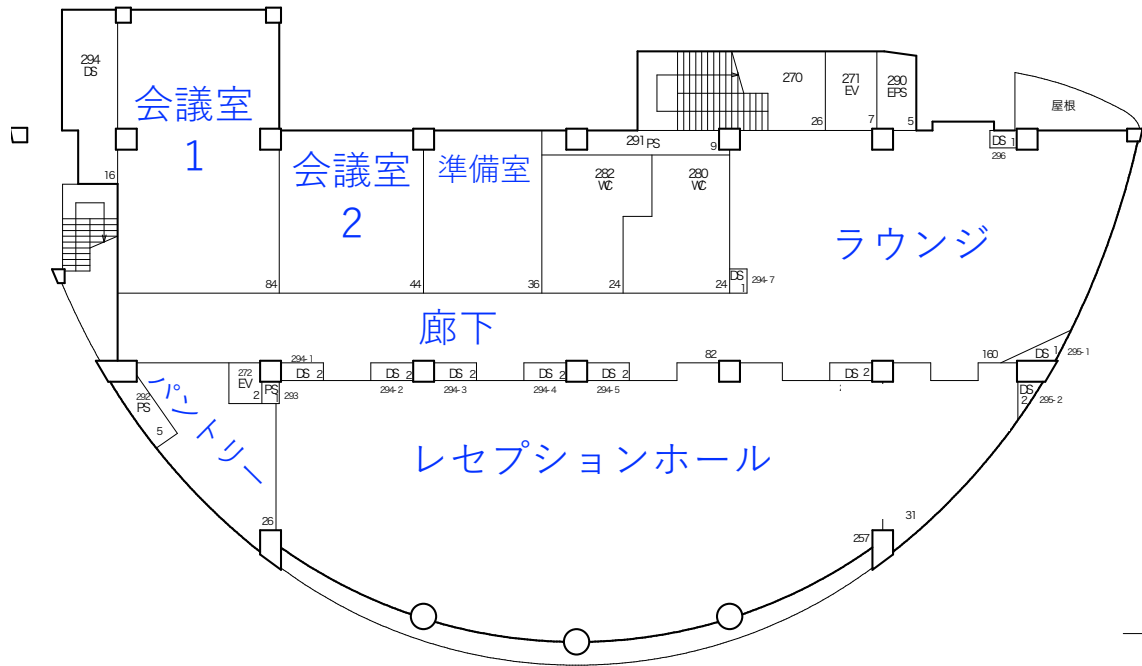 294
DS
会議室
1
16
84
270
26
271
EV
7
290
EPS
5
屋根
291 PS
9
DS 1
296
会議室
2
44
準備室
36
282
WC
24
280
WC
24
DS
1
294-7
ラウンジ
廊下
294-1
DS 2
DS 2
294-2
DS 2
294-3
DS 2
294-4
DS 2
294-5
82
DS 2
160
DS 1
295-1
DS
2
295-2
272
EV
2
PS
293
292
PS
5
パントリー
26
レセプションホール
257
31